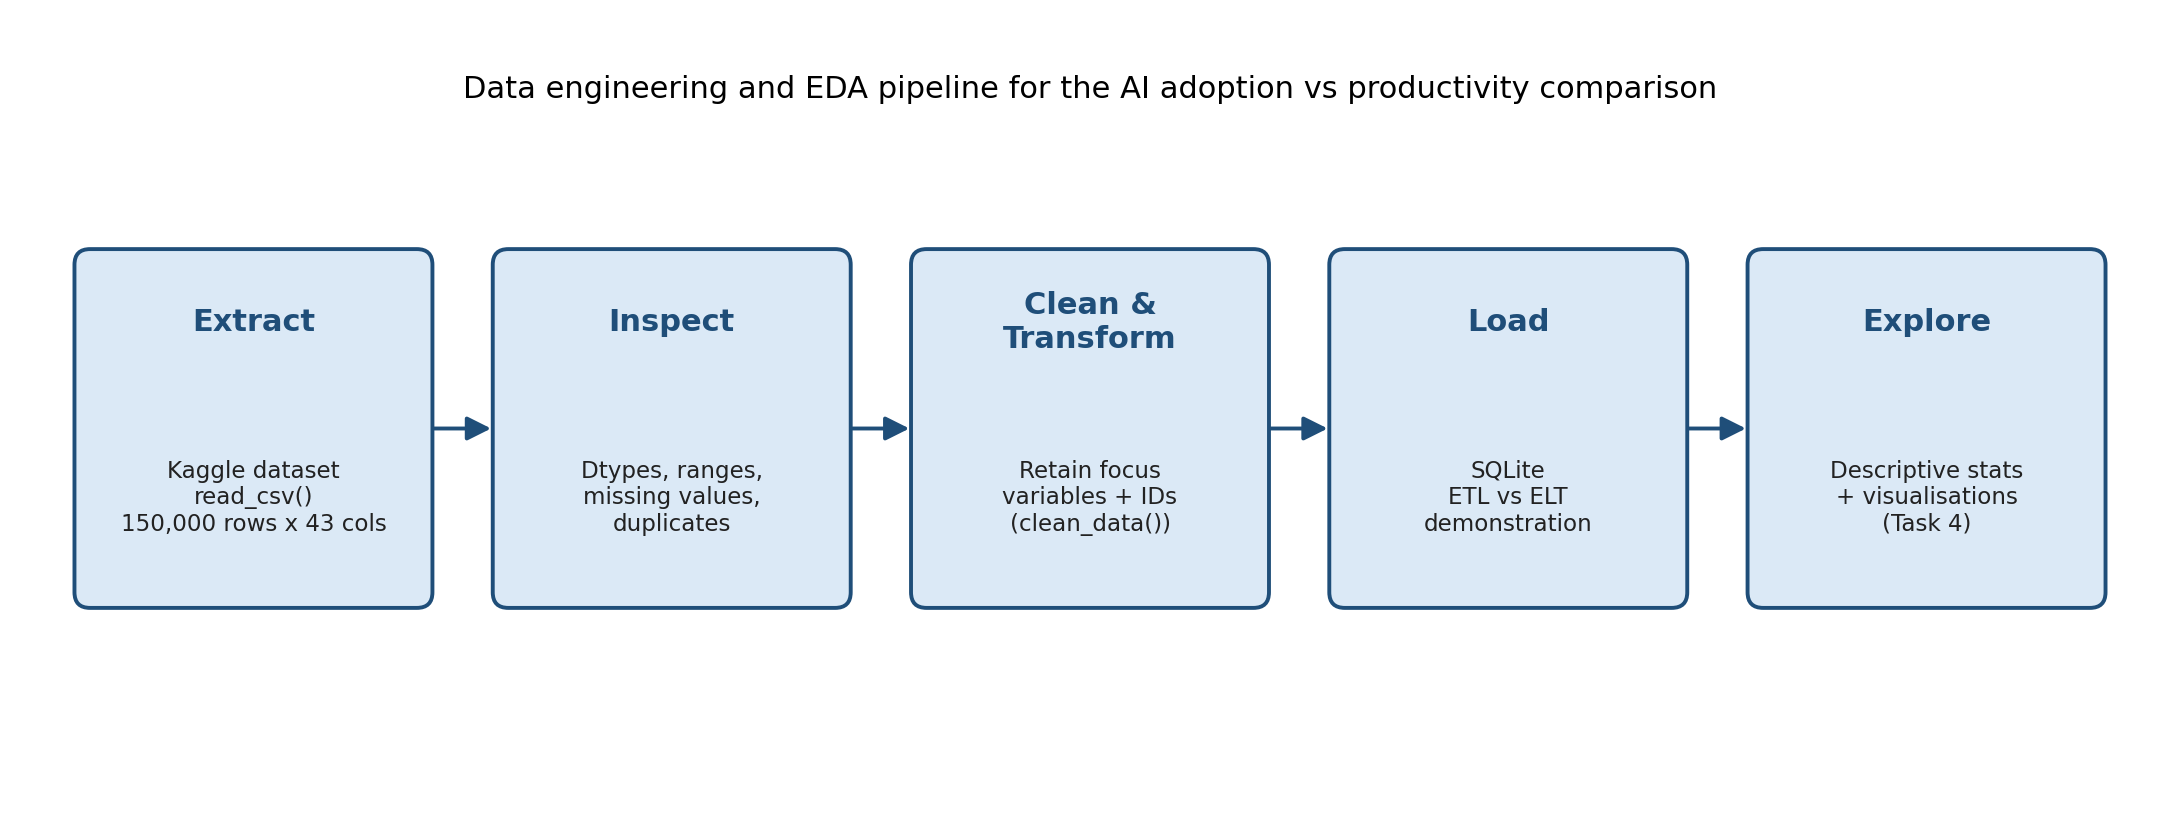 Data engineering and EDA pipeline for the AI adoption vs productivity comparison
Extract
Kaggle dataset
read_csv()
150,000 rows x 43 cols
Inspect
Dtypes, ranges,
missing values,
duplicates
Clean &
Transform
Retain focus
variables + IDs
(clean_data())
Load
SQLite
ETL vs ELT
demonstration
Explore
Descriptive stats
+ visualisations
(Task 4)